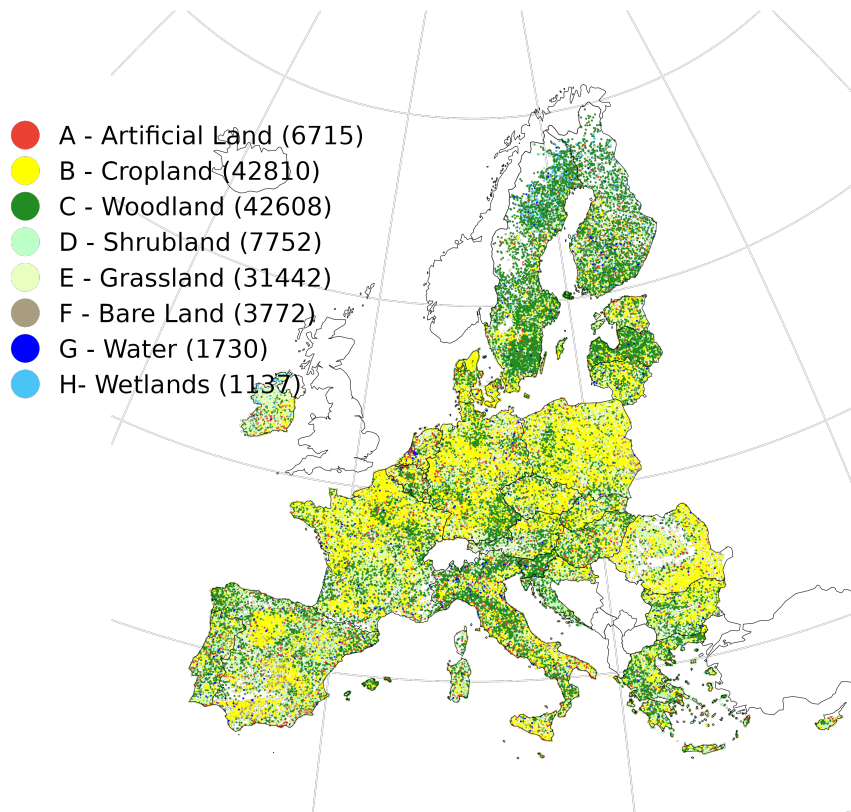 A - Artificial Land (6715)
B - Cropland (42810)
C - Woodland (42608)
D - Shrubland (7752)
E - Grassland (31442)
F - Bare Land (3772)
G - Water (1730)
H- Wetlands (1137)